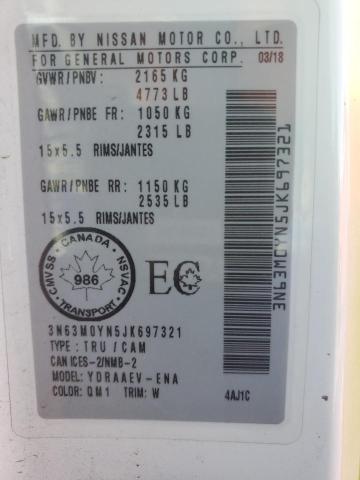 MFD. BY NISSAN MOTOR CO., LTD.
FOR GENERAL MOTORS CORP. 03/18
GVWR/PNBV: 2165 KG
4773 LB
GAWR/PNBE FR: 1050 KG
2315 LB
15x5.5 RIMS/JANTES
GAWR/PNBE RR: 1150 KG
2535 LB
15x5.5 RIMS/JANTES
CANADA
CMVSS NSVAC
986
TRANSPORT
EC
3N63M0YN5JK697321
3N63M0YN5JK697321
TYPE: TRU/CAM
CAN ICES-2/NMB-2
MODEL: YDRAAEV-ENA
COLOR: QM1 TRIM: W 4AJ1C